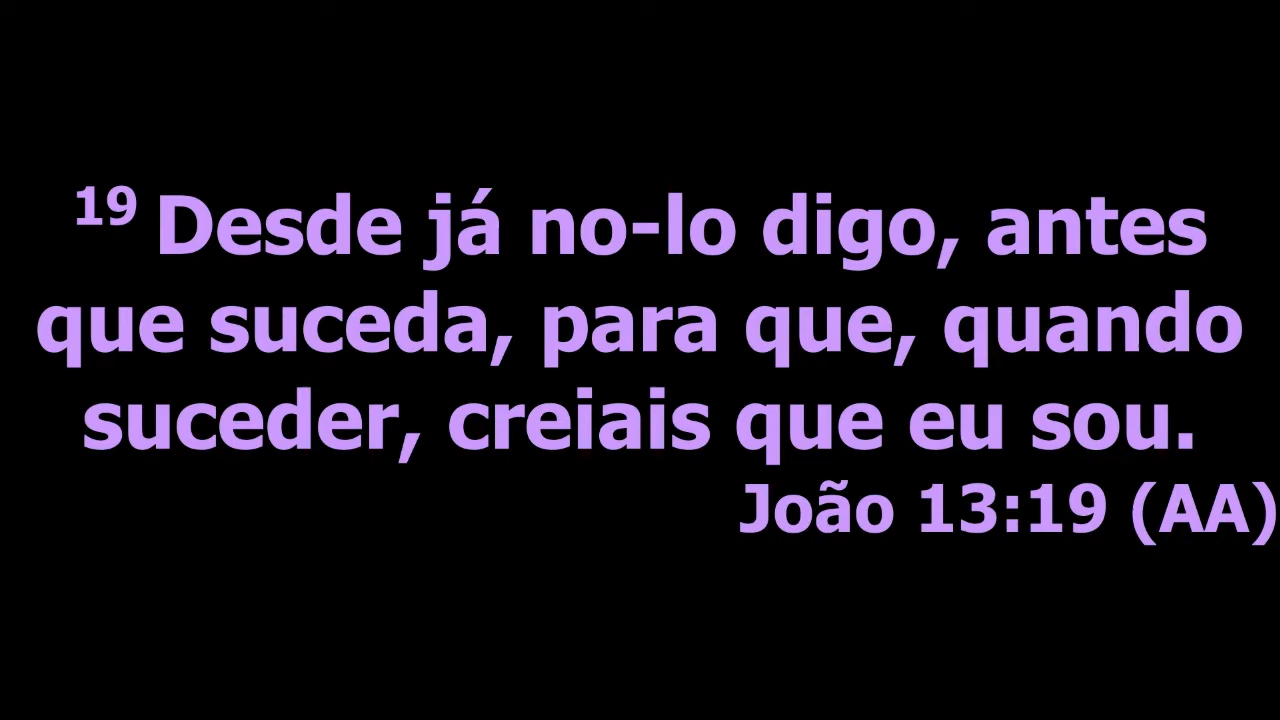 19 Desde já no-lo digo, antes
que suceda, para que, quando
suceder, creiais que eu sou.
João 13:19 (AA)